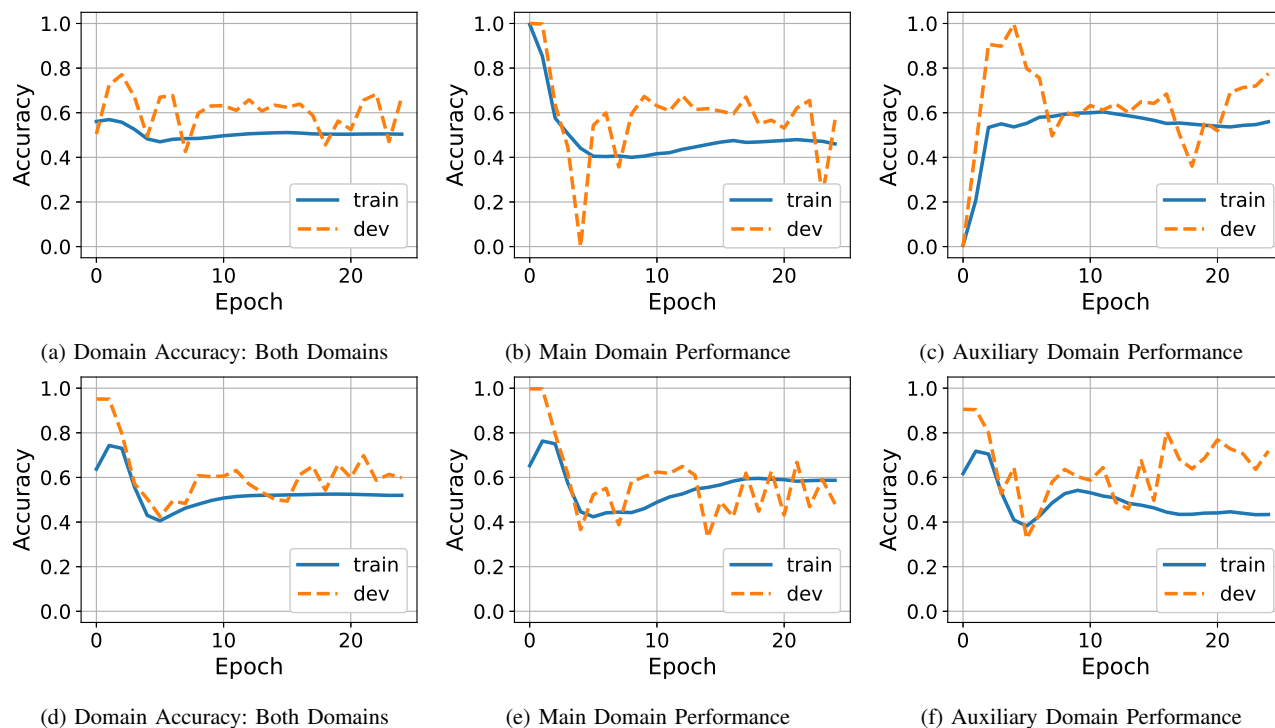 1.0
0.8
0.6
0.4
0.2
0.0
Accuracy
train
dev
0
10
20
Epoch
(a) Domain Accuracy: Both Domains
1.0
0.8
0.6
0.4
0.2
0.0
Accuracy
train
dev
0
10
20
Epoch
(b) Main Domain Performance
1.0
0.8
0.6
0.4
0.2
0.0
Accuracy
train
dev
0
10
20
Epoch
(c) Auxiliary Domain Performance
1.0
0.8
0.6
0.4
0.2
0.0
Accuracy
train
dev
0
10
20
Epoch
(d) Domain Accuracy: Both Domains
1.0
0.8
0.6
0.4
0.2
0.0
Accuracy
train
dev
0
10
20
Epoch
(e) Main Domain Performance
1.0
0.8
0.6
0.4
0.2
0.0
Accuracy
train
dev
0
10
20
Epoch
(f) Auxiliary Domain Performance